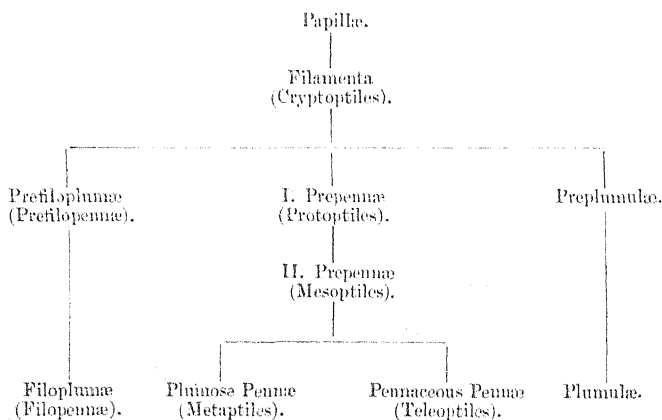 Papillæ.
Filamenta
(Cryptoptiles).
Prefiloplumæ
(Prefilopennæ).
I. Prepennæ
(Protoptiles).
Preplumulæ.
II. Prepennæ
(Mesoptiles).
Filoplumæ
(Filopennæ).
Plumose Pennæ
(Metaptiles).
Pennaceous Pennæ
(Teleoptiles).
Plumulæ.